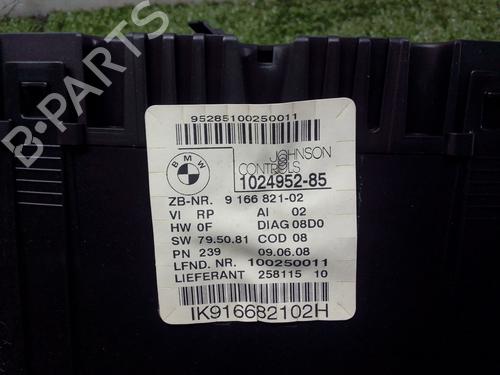 B-PARTS
95285100250011
BMW
JOHNSON
CONTROLS
1024952-85
ZB-NR. 9 166 821-02
VI RP AI 02
HW 0F DIAG 08D0
SW 79.50.81 COD 08
PN 239 09.06.08
LFND. NR. 100250011
LIEFERANT 258115 10
IK916682102H